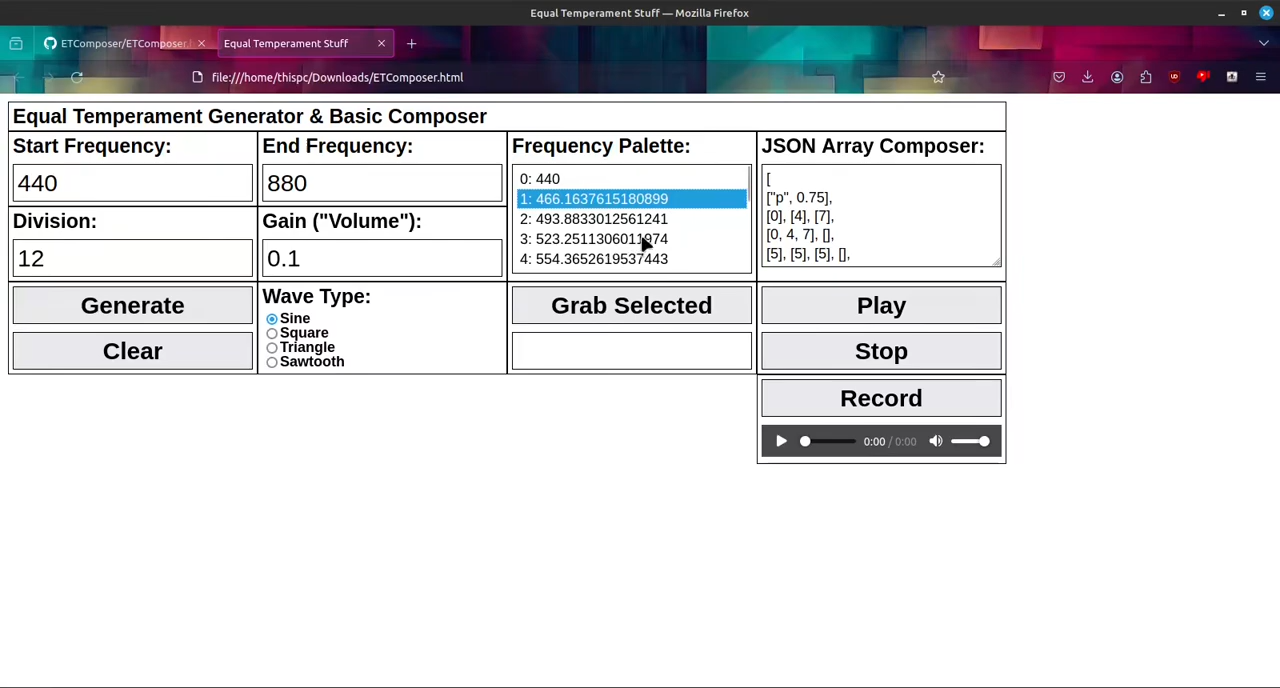 Equal Temperament Stuff — Mozilla Firefox
ETComposer/ETComposer.
Equal Temperament Stuff
file:///home/thispc/Downloads/ETComposer.html
Equal Temperament Generator & Basic Composer
Start Frequency:
440
End Frequency:
880
Division:
12
Gain ("Volume"):
0.1
Frequency Palette:
0: 440
1: 466.1637615180899
2: 493.8833012561241
3: 523.2511306011974
4: 554.3652619537443
JSON Array Composer:
[
["p", 0.75],
[0], [4], [7],
[0, 4, 7], [],
[5], [5], [5], [],
Generate
Clear
Wave Type:
Sine
Square
Triangle
Sawtooth
Grab Selected
Play
Stop
Record
0:00 / 0:00